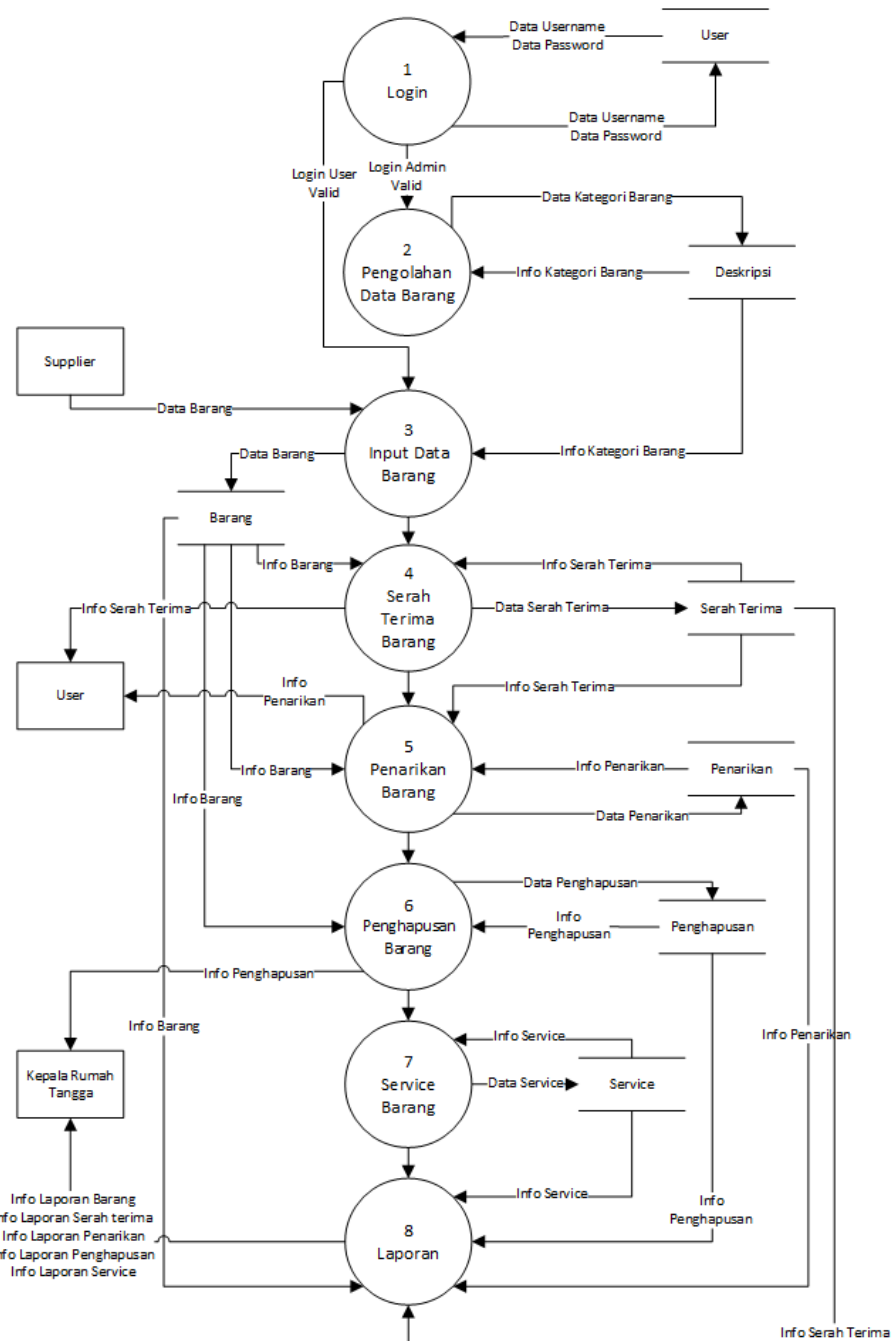 Data Username
Data Password
User
1
Login
Data Username
Data Password
Login User
Valid
Login Admin
Valid
Data Kategori Barang
2
Pengolahan
Data Barang
Info Kategori Barang
Deskripsi
Supplier
Data Barang
3
Input Data
Barang
Data Barang
Info Kategori Barang
Barang
Info Barang
4
Serah
Terima
Barang
Info Serah Terima
Info Serah Terima
Data Serah Terima
Serah Terima
User
Info
Penarikan
Info Serah Terima
5
Penarikan
Barang
Info Barang
Info Penarikan
Penarikan
Info Barang
Data Penarikan
6
Penghapusan
Barang
Data Penghapusan
Info
Penghapusan
Penghapusan
Info Penghapusan
Info Barang
Info Penarikan
7
Service
Barang
Info Service
Data Service
Service
Kepala Rumah
Tangga
Info Service
Info
Penghapusan
8
Laporan
Info Laporan Barang
nfo Laporan Serah terima
Info Laporan Penarikan
nfo Laporan Penghapusan
Info Laporan Service
Info Serah Terima